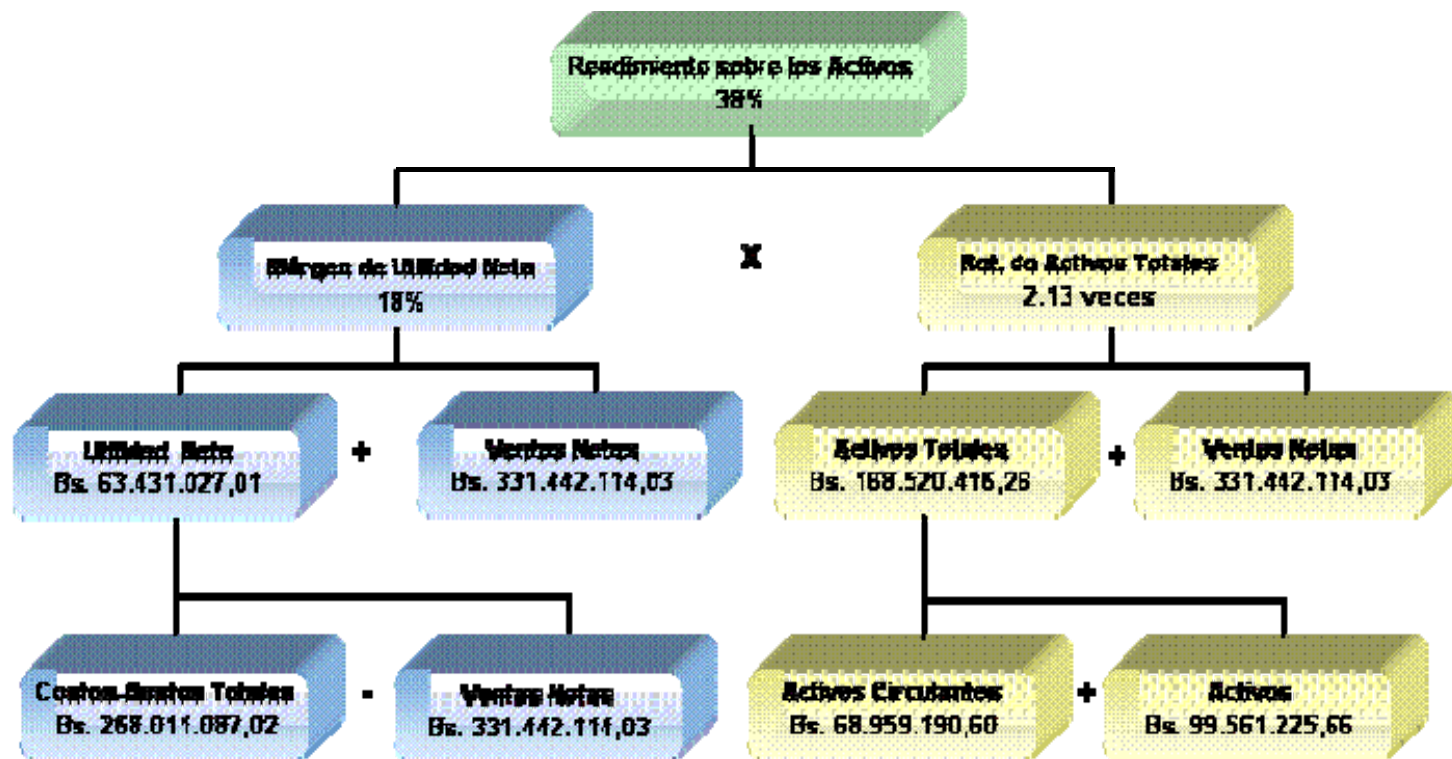 Rendimiento sobre los Activos
38%
Márgen de Utilidad Neta
18%
X
Rot. de Activos Totales
2.13 veces
Utilidad Neta
Bs. 63.431.027,01
+
Ventas Netas
Bs. 331.442.114,03
Activos Totales
Bs. 168.520.416,26
+
Ventas Netas
Bs. 331.442.114,03
Costos-Gastos Totales
Bs. 268.011.087,02
-
Ventas Netas
Bs. 331.442.114,03
Activos Circulantes
Bs. 68.959.190,60
+
Activos
Bs. 99.561.225,66